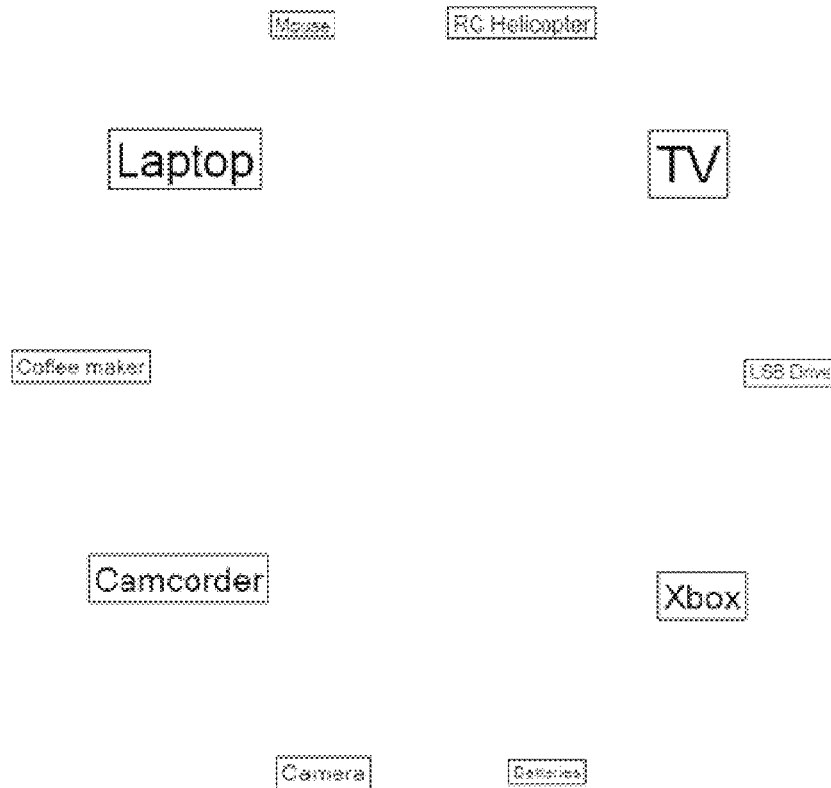 Mouse
RC Helicopter
Laptop
TV
Coffee maker
USB Drive
Camcorder
Xbox
Camera
Batteries